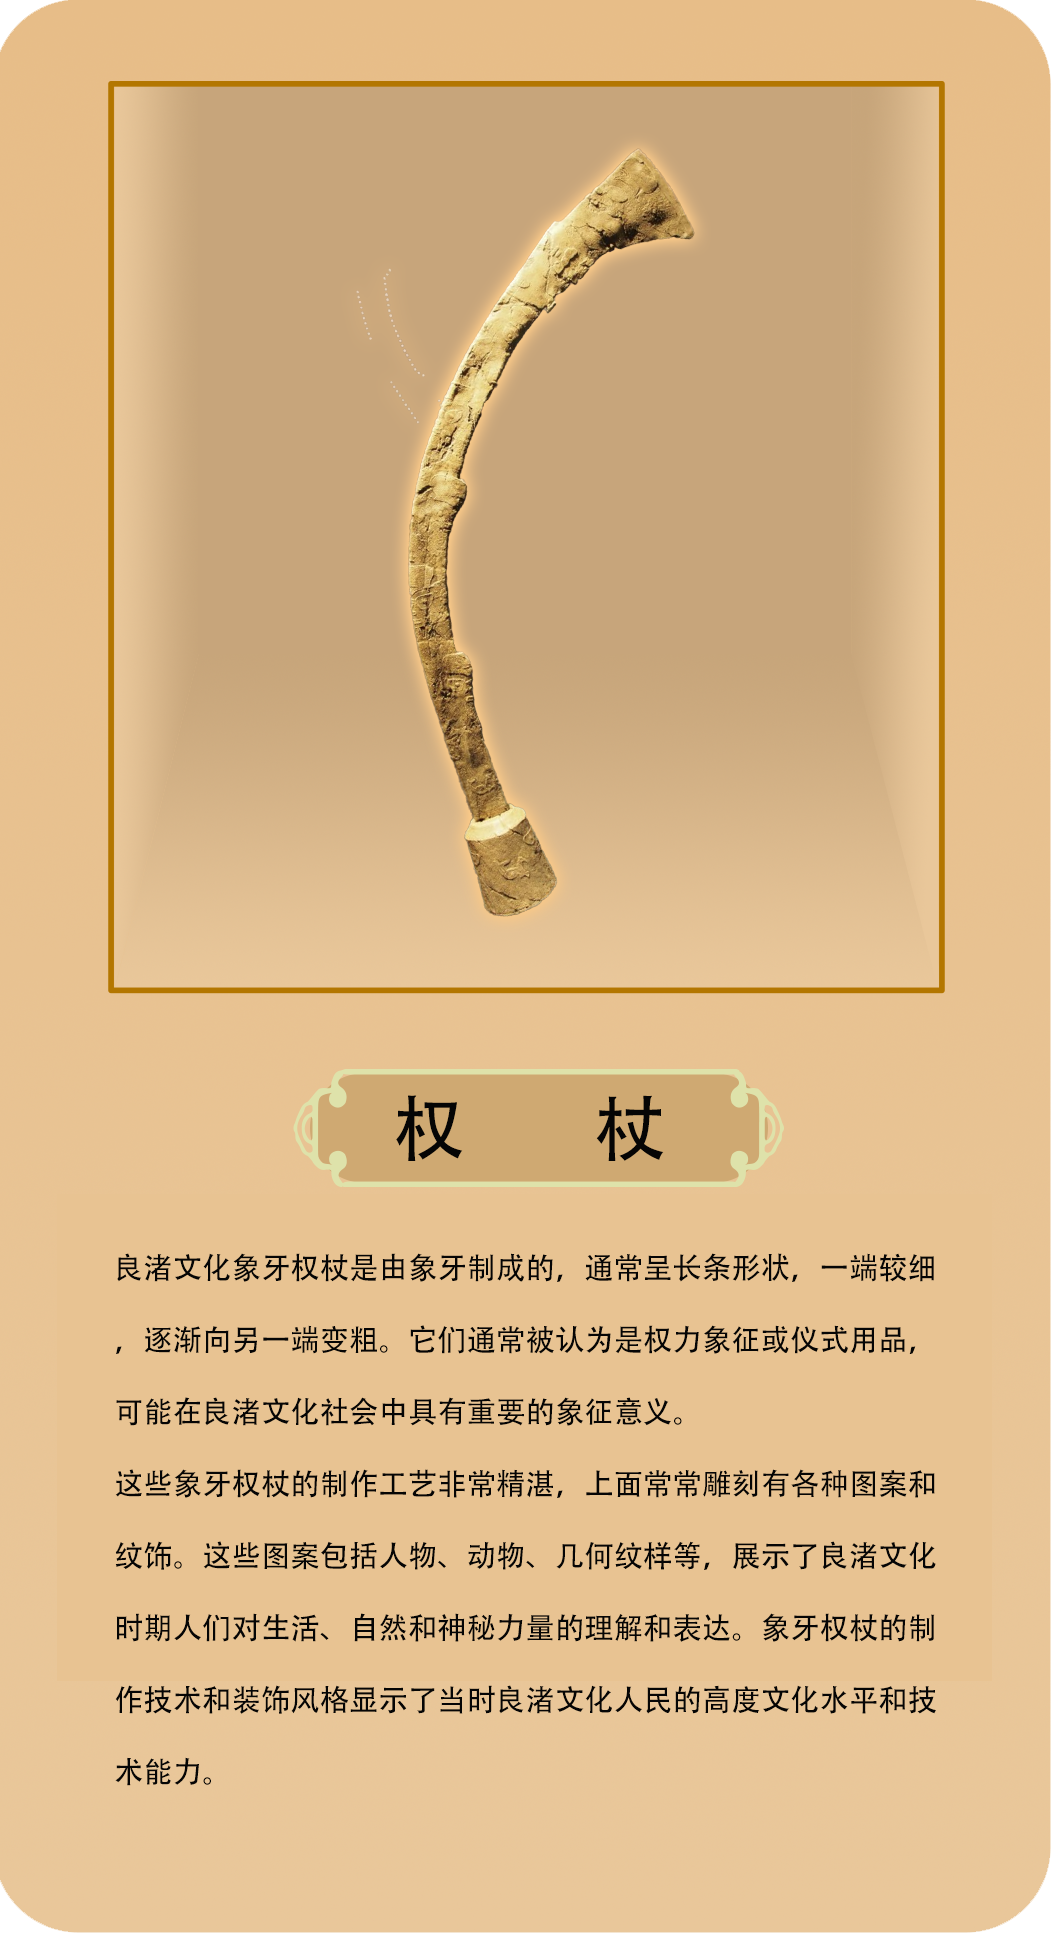 权 杖
良渚文化象牙权杖是由象牙制成的，通常呈长条形状，一端较细
，逐渐向另一端变粗。它们通常被认为是权力象征或仪式用品，
可能在良渚文化社会中具有重要的象征意义。
这些象牙权杖的制作工艺非常精湛，上面常常雕刻有各种图案和
纹饰。这些图案包括人物、动物、几何纹样等，展示了良渚文化
时期人们对生活、自然和神秘力量的理解和表达。象牙权杖的制
作技术和装饰风格显示了当时良渚文化人民的高度文化水平和技
术能力。